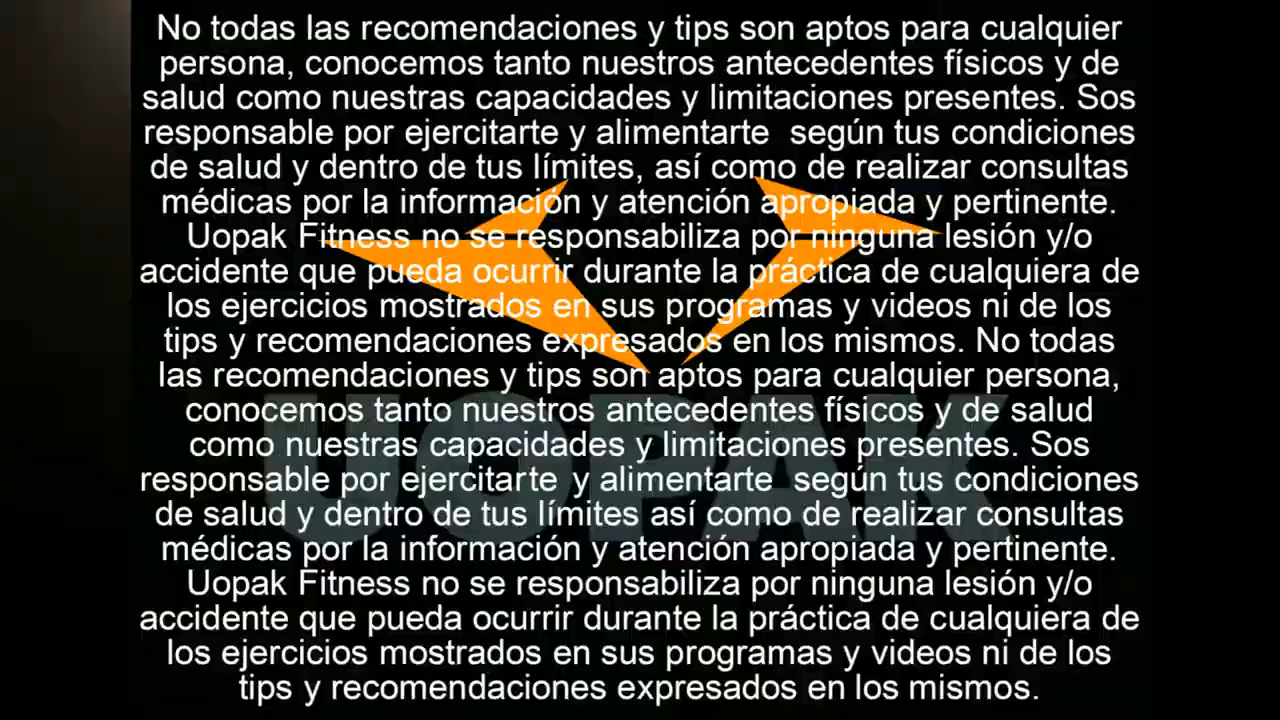 No todas las recomendaciones y tips son aptos para cualquier
persona, conocemos tanto nuestros antecedentes físicos y de
salud como nuestras capacidades y limitaciones presentes. Sos
responsable por ejercitarte y alimentarte  según tus condiciones
de salud y dentro de tus límites, así como de realizar consultas
médicas por la información y atención apropiada y pertinente.
Uopak Fitness no se responsabiliza por ninguna lesión y/o
accidente que pueda ocurrir durante la práctica de cualquiera de
los ejercicios mostrados en sus programas y videos ni de los
tips y recomendaciones expresados en los mismos. No todas
las recomendaciones y tips son aptos para cualquier persona,
conocemos tanto nuestros antecedentes físicos y de salud
como nuestras capacidades y limitaciones presentes. Sos
responsable por ejercitarte y alimentarte  según tus condiciones
de salud y dentro de tus límites así como de realizar consultas
médicas por la información y atención apropiada y pertinente.
Uopak Fitness no se responsabiliza por ninguna lesión y/o
accidente que pueda ocurrir durante la práctica de cualquiera de
los ejercicios mostrados en sus programas y videos ni de los
tips y recomendaciones expresados en los mismos.
UOPAK